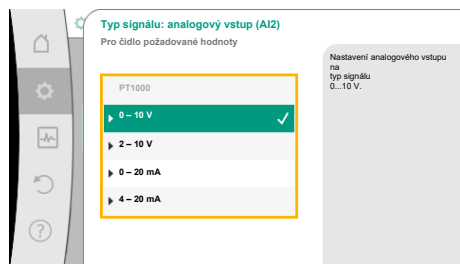 Typ signálu: analogový vstup (AI2)
Pro čidlo požadované hodnoty
PT1000
0 – 10 V
2 – 10 V
0 – 20 mA
4 – 20 mA
Nastavení analogového vstupu
na
typ signálu
0...10 V.